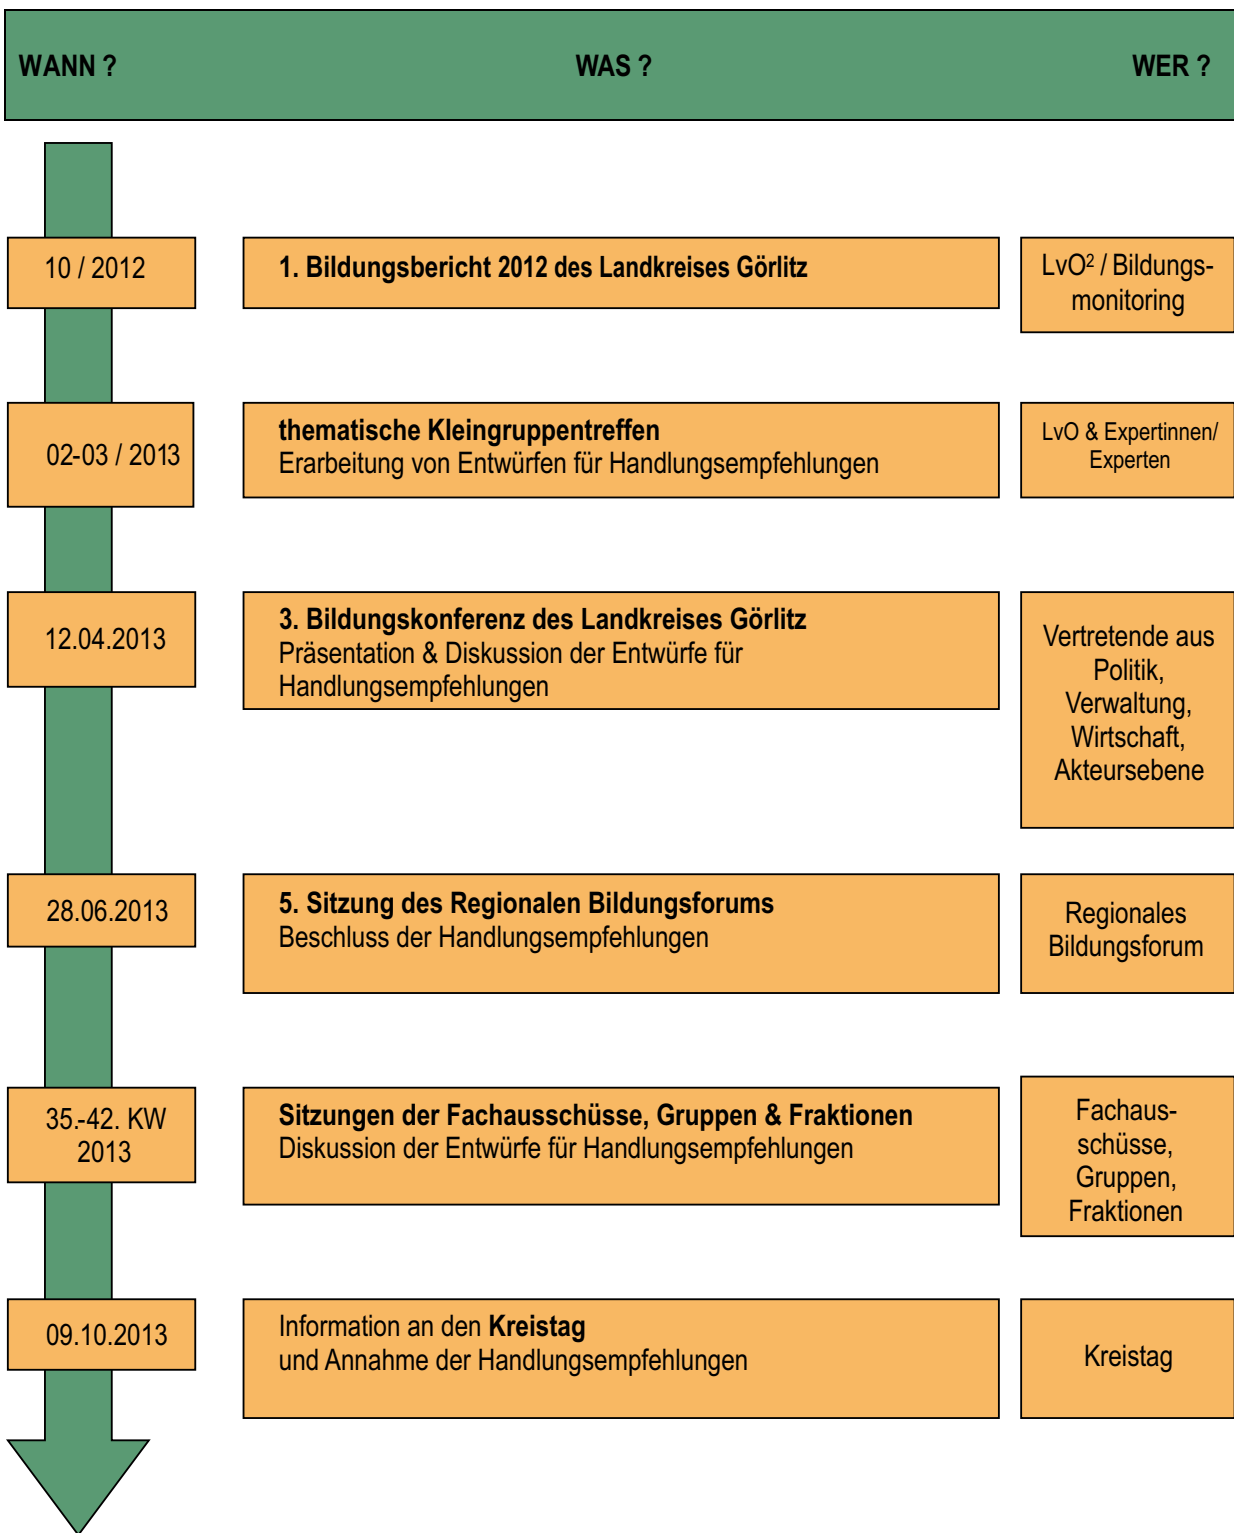 WANN ? WAS ? WER ?
10 / 2012
1. Bildungsbericht 2012 des Landkreises Görlitz
LvO² / Bildungs-
monitoring
02-03 / 2013
thematische Kleingruppentreffen
Erarbeitung von Entwürfen für Handlungsempfehlungen
LvO & Expertinnen/
Experten
12.04.2013
3. Bildungskonferenz des Landkreises Görlitz
Präsentation & Diskussion der Entwürfe für
Handlungsempfehlungen
Vertretende aus
Politik,
Verwaltung,
Wirtschaft,
Akteursebene
28.06.2013
5. Sitzung des Regionalen Bildungsforums
Beschluss der Handlungsempfehlungen
Regionales
Bildungsforum
35.-42. KW
2013
Sitzungen der Fachausschüsse, Gruppen & Fraktionen
Diskussion der Entwürfe für Handlungsempfehlungen
Fachaus-
schüsse,
Gruppen,
Fraktionen
09.10.2013
Information an den Kreistag
und Annahme der Handlungsempfehlungen
Kreistag